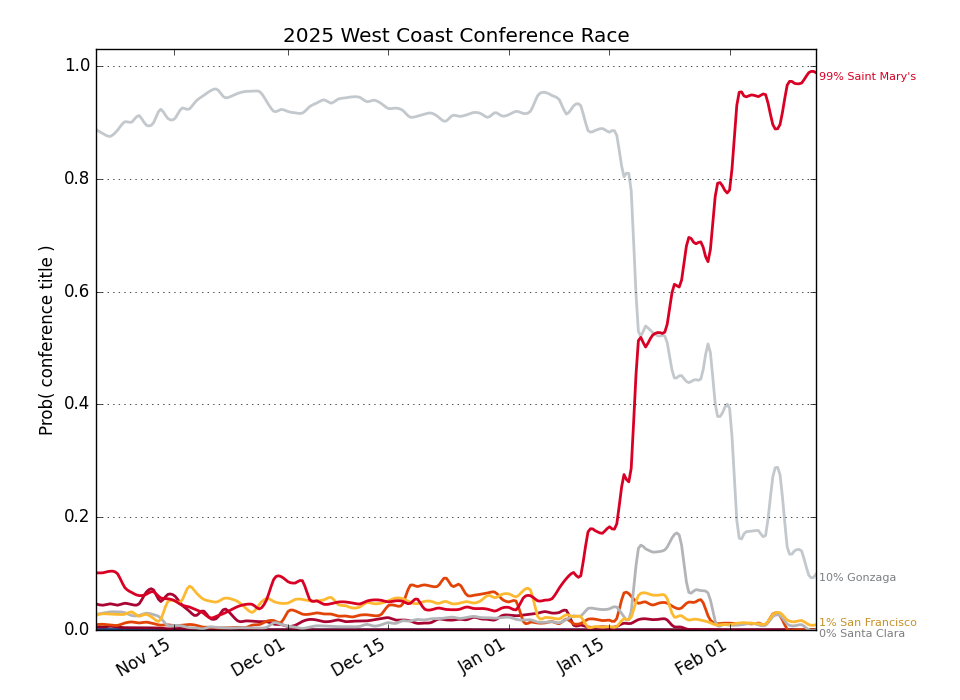 2025 West Coast Conference Race
1.0
99% Saint Mary's
0.8
0.6
Prob( conference title )
0.4
0.2
10% Gonzaga
1% San Francisco
0.0
0% Santa Clara
Nov 15
Dec 01
Dec 15
Jan 01
Jan 15
Feb 01